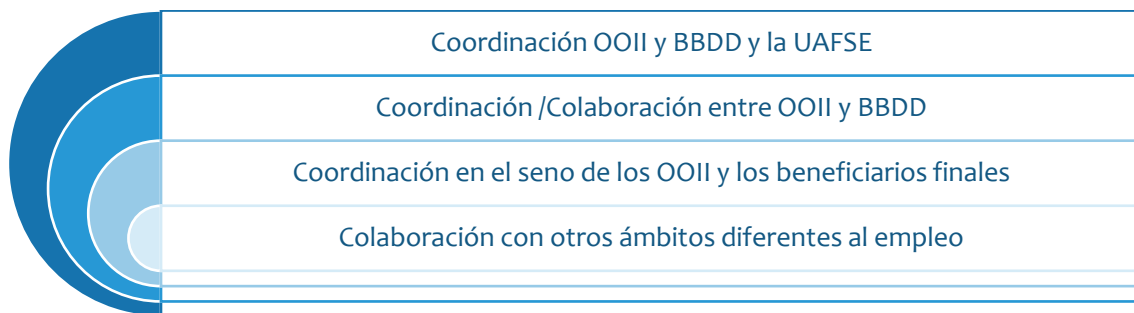 Coordinación OOII y BBDD y la UAFSE
Coordinación /Colaboración entre OOII y BBDD
Coordinación en el seno de los OOII y los beneficiarios finales
Colaboración con otros ámbitos diferentes al empleo